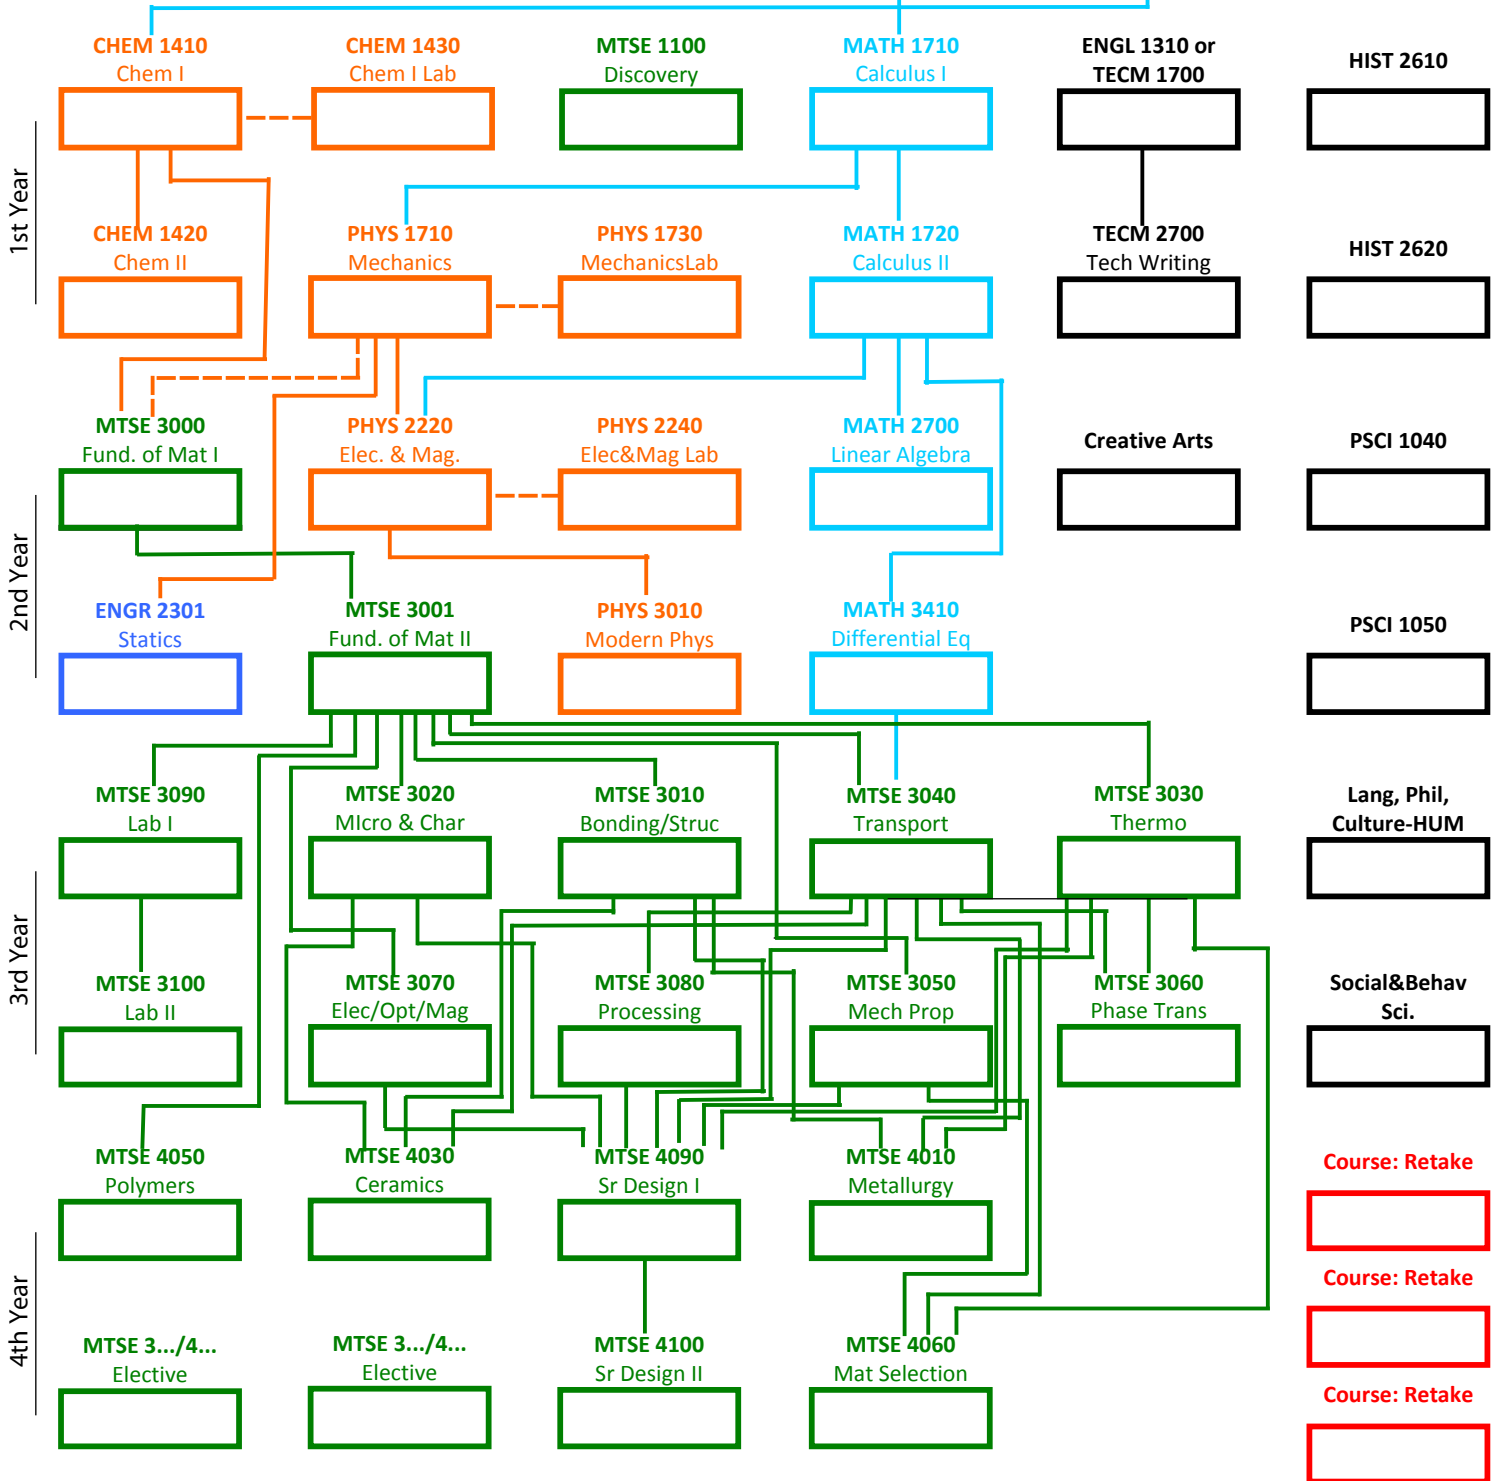 CHEM 1410
Chem I
CHEM 1430
Chem I Lab
MTSE 1100
Discovery
MATH 1710
Calculus I
ENGL 1310 or
TECM 1700
HIST 2610
1st Year
CHEM 1420
Chem II
PHYS 1710
Mechanics
PHYS 1730
MechanicsLab
MATH 1720
Calculus II
TECM 2700
Tech Writing
HIST 2620
MTSE 3000
Fund. of Mat I
PHYS 2220
Elec. & Mag.
PHYS 2240
Elec&Mag Lab
MATH 2700
Linear Algebra
Creative Arts
PSCI 1040
2nd Year
ENGR 2301
Statics
MTSE 3001
Fund. of Mat II
PHYS 3010
Modern Phys
MATH 3410
Differential Eq
PSCI 1050
MTSE 3090
Lab I
MTSE 3020
MIcro & Char
MTSE 3010
Bonding/Struc
MTSE 3040
Transport
MTSE 3030
Thermo
Lang, Phil,
Culture-HUM
3rd Year
MTSE 3100
Lab II
MTSE 3070
Elec/Opt/Mag
MTSE 3080
Processing
MTSE 3050
Mech Prop
MTSE 3060
Phase Trans
Social&Behav
Sci.
MTSE 4050
Polymers
MTSE 4030
Ceramics
MTSE 4090
Sr Design I
MTSE 4010
Metallurgy
Course: Retake
Course: Retake
4th Year
MTSE 3.../4...
Elective
MTSE 3.../4...
Elective
MTSE 4100
Sr Design II
MTSE 4060
Mat Selection
Course: Retake